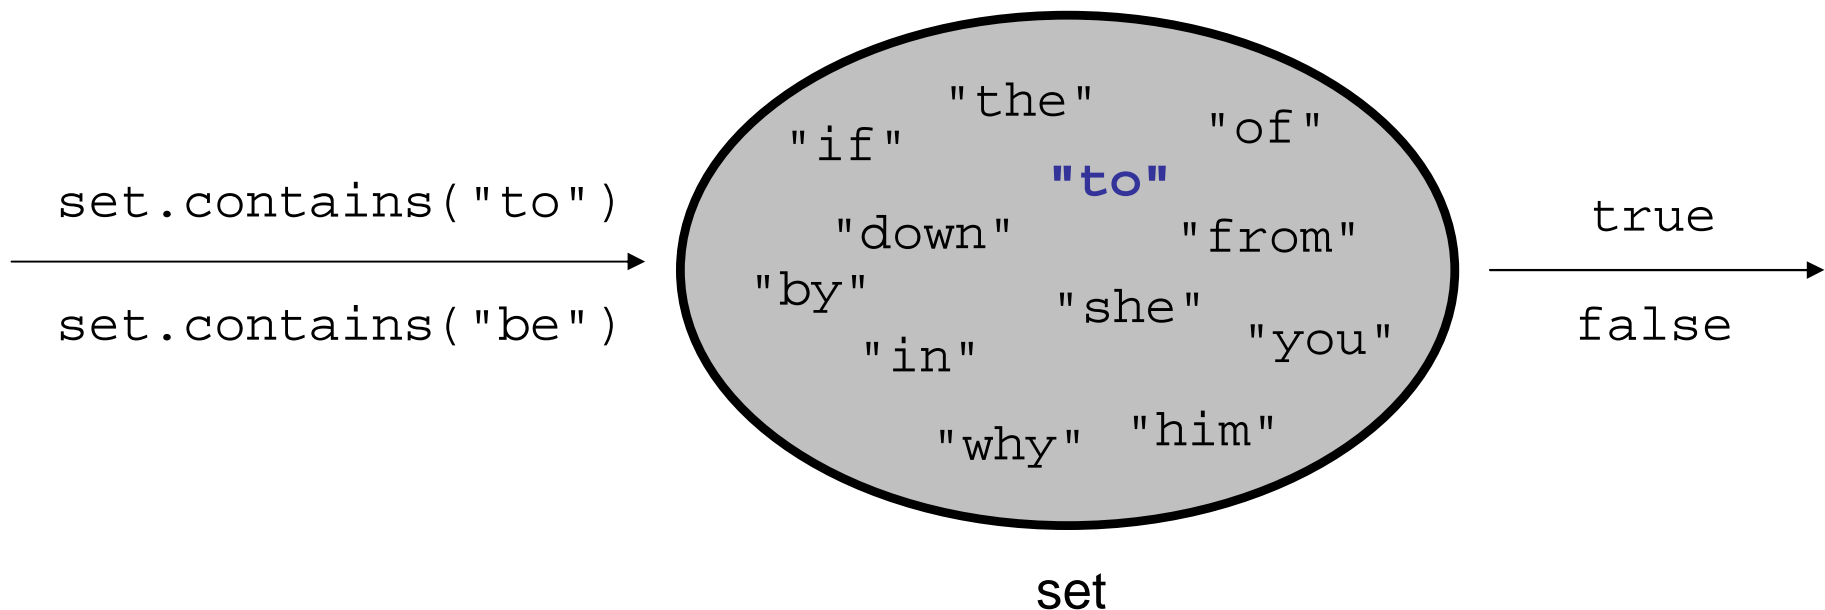 set.contains("to")
set.contains("be")
"the"
"of"
"if"
"to"
"down"
"from"
"by"
"she"
"you"
"in"
"him"
"why"
true
false
set